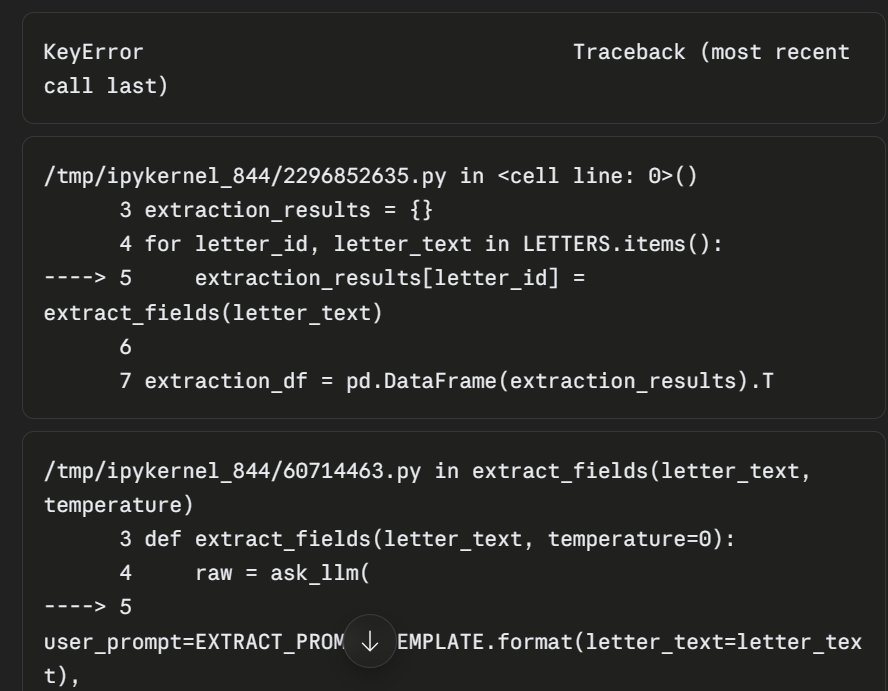 KeyError                                  Traceback (most recent
call last)
/tmp/ipykernel_844/2296852635.py in <cell line: 0>()
      3 extraction_results = {}
      4 for letter_id, letter_text in LETTERS.items():
----> 5     extraction_results[letter_id] =
extract_fields(letter_text)
      6
      7 extraction_df = pd.DataFrame(extraction_results).T
/tmp/ipykernel_844/60714463.py in extract_fields(letter_text,
temperature)
      3 def extract_fields(letter_text, temperature=0):
      4     raw = ask_llm(
----> 5
user_prompt=EXTRACT_PROM EMPLATE.format(letter_text=letter_tex
t),